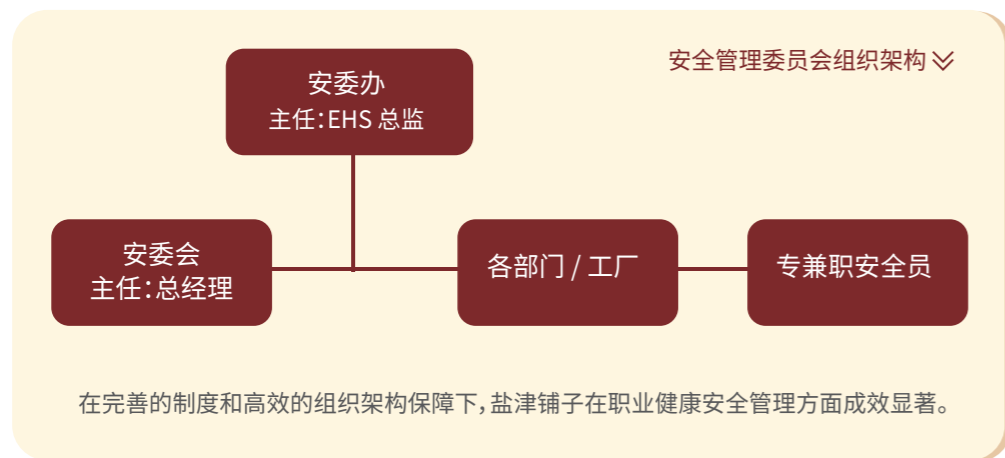 安全管理委员会组织架构
安委办
主任：EHS 总监
安委会
主任：总经理
各部门 / 工厂
专兼职安全员
在完善的制度和高效的组织架构保障下，盐津铺子在职业健康安全管理方面成效显著。